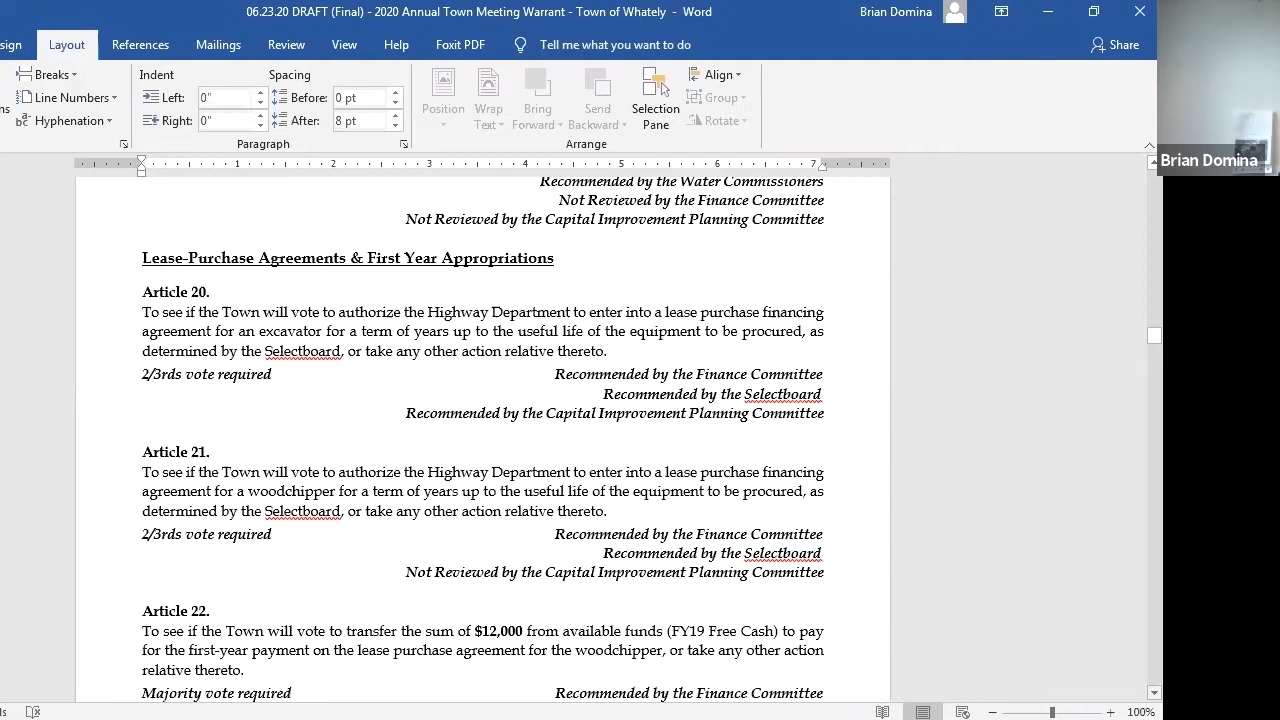 06.23.20 DRAFT (Final) - 2020 Annual Town Meeting Warrant - Town of Whately - Word
Brian Domina
sign Layout References Mailings Review View Help Foxit PDF Tell me what you want to do Share
Breaks Indent Spacing
Line Numbers Left: 0" Before: 0 pt
Hyphenation Right: 0" After: 8 pt
Position Wrap Text Bring Forward Send Backward Selection Pane Align
Group
Rotate
Paragraph Arrange
Brian Domina
1 2 3 4 5 6 7
Recommended by the Water Commissioners
Not Reviewed by the Finance Committee
Not Reviewed by the Capital Improvement Planning Committee
Lease-Purchase Agreements & First Year Appropriations
Article 20.
To see if the Town will vote to authorize the Highway Department to enter into a lease purchase financing
agreement for an excavator for a term of years up to the useful life of the equipment to be procured, as
determined by the Selectboard, or take any other action relative thereto.
2/3rds vote required Recommended by the Finance Committee
Recommended by the Selectboard
Recommended by the Capital Improvement Planning Committee
Article 21.
To see if the Town will vote to authorize the Highway Department to enter into a lease purchase financing
agreement for a woodchipper for a term of years up to the useful life of the equipment to be procured, as
determined by the Selectboard, or take any other action relative thereto.
2/3rds vote required Recommended by the Finance Committee
Recommended by the Selectboard
Not Reviewed by the Capital Improvement Planning Committee
Article 22.
To see if the Town will vote to transfer the sum of $12,000 from available funds (FY19 Free Cash) to pay
for the first-year payment on the lease purchase agreement for the woodchipper, or take any other action
relative thereto.
Majority vote required Recommended by the Finance Committee
100%